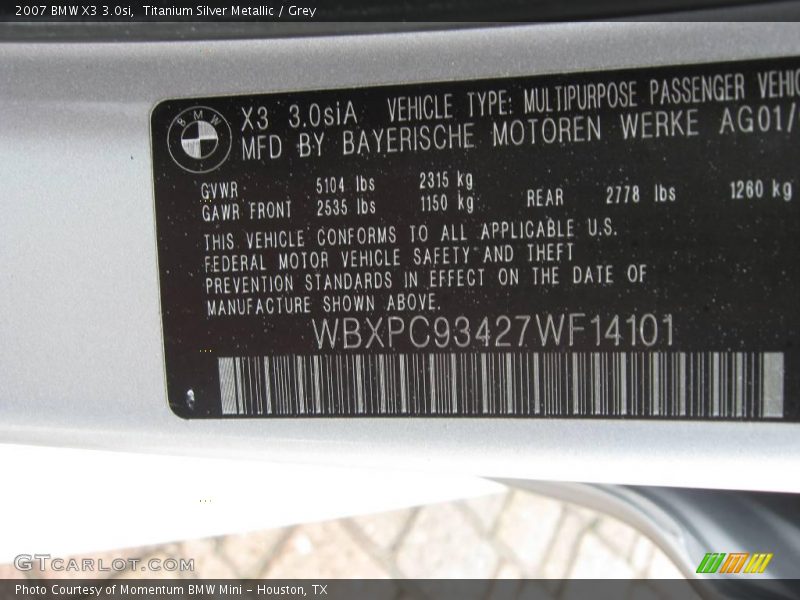 2007 BMW X3 3.0si, Titanium Silver Metallic / Grey
BMW
X3 3.0siA VEHICLE TYPE: MULTIPURPOSE PASSENGER
MFD BY BAYERISCHE MOTOREN WERKE AG 01/
GVWR 5104 lbs 2315 kg
GAWR FRONT 2535 lbs 1150 kg REAR 2778 lbs 1260 kg
THIS VEHICLE CONFORMS TO ALL APPLICABLE U.S.
FEDERAL MOTOR VEHICLE SAFETY AND THEFT
PREVENTION STANDARDS IN EFFECT ON THE DATE OF
MANUFACTURE SHOWN ABOVE.
WBXPC93427WF14101
GTCARLOT.COM
Photo Courtesy of Momentum BMW Mini - Houston, TX